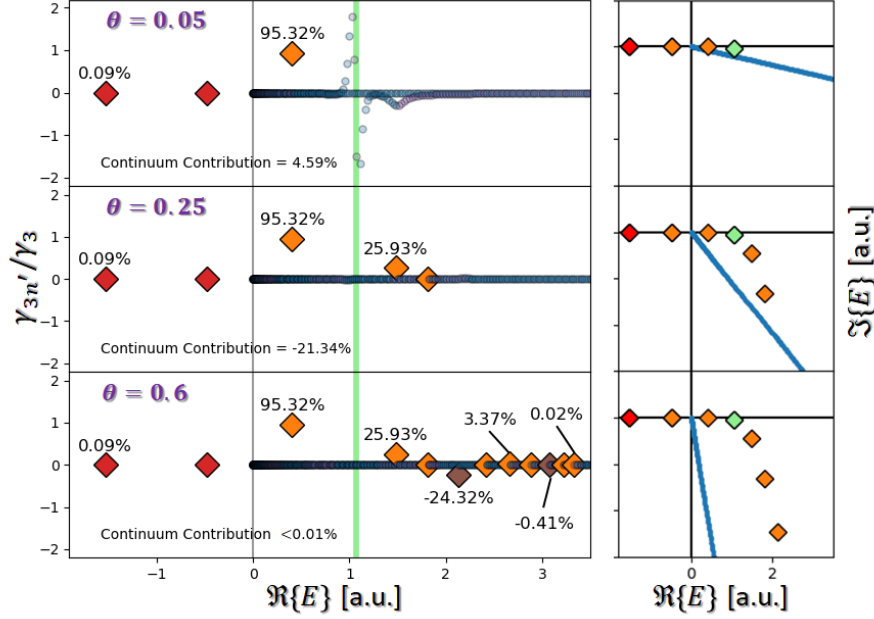 θ = 0.05
95.32%
0.09%
Continuum Contribution = 4.59%
2
1
0
−1
−2
θ = 0.25
95.32%
25.93%
0.09%
Continuum Contribution = -21.34%
2
1
0
−1
−2
γ₃ₙ'/γ₃
θ = 0.6
95.32%
25.93%
3.37%
0.02%
0.09%
-24.32%
-0.41%
Continuum Contribution <0.01%
2
1
0
−1
−2
−1 0 1 2 3
ℜ{E} [a.u.]
0 2
ℜ{E} [a.u.]
ℑ{E} [a.u.]